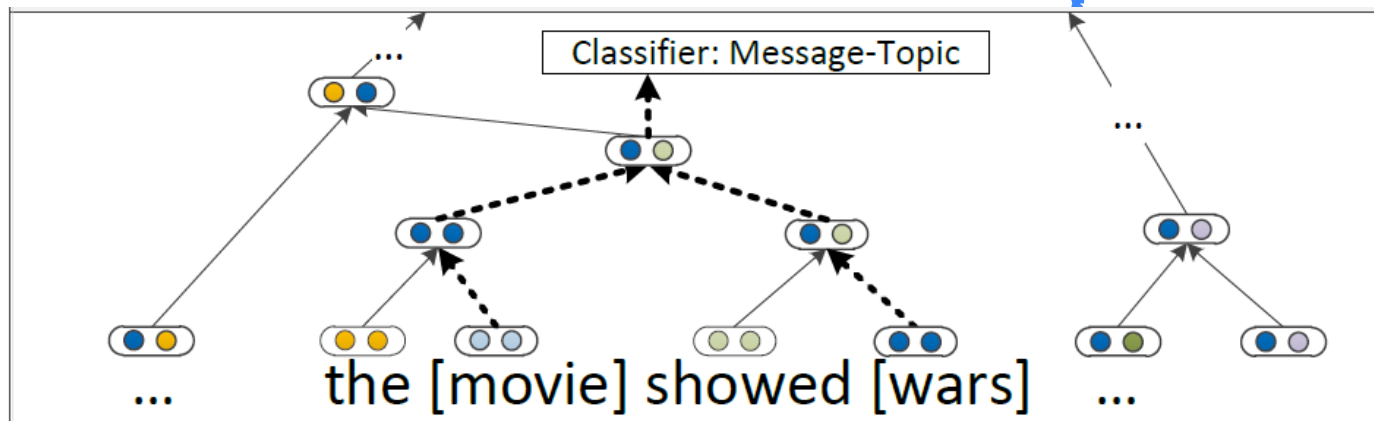 ...
Classifier: Message-Topic
...
... the [movie] showed [wars] ...